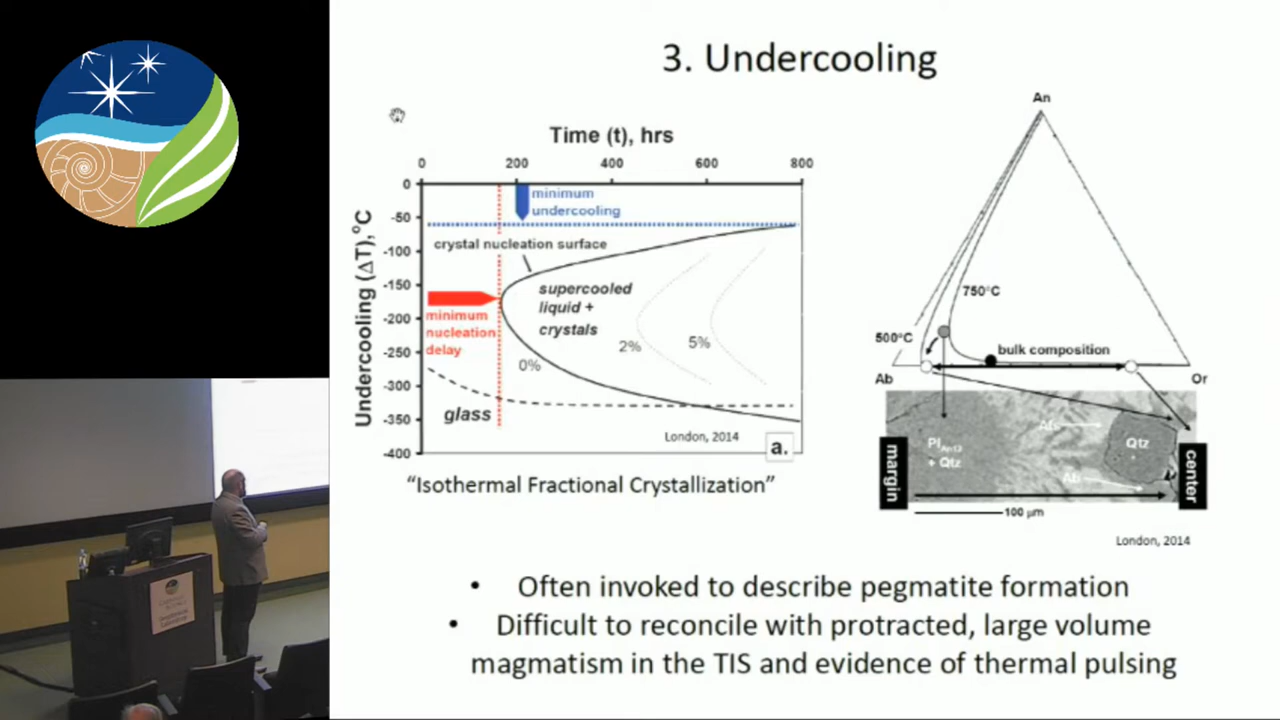 3. Undercooling
Time (t), hrs
0 200 400 600 800
Undercooling (ΔT),°C
0
-50
-100
-150
-200
-250
-300
-350
-400
minimum
undercooling
crystal nucleation surface
supercooled
liquid +
crystals
minimum
nucleation
delay
0%
2%
5%
glass
London, 2014
a.
"Isothermal Fractional Crystallization"
An
750°C
500°C
bulk composition
Ab
Or
margin
Pl An13
+ Qtz
Afs
Qtz
Ab
center
100 µm
London, 2014
• Often invoked to describe pegmatite formation
• Difficult to reconcile with protracted, large volume
magmatism in the TIS and evidence of thermal pulsing